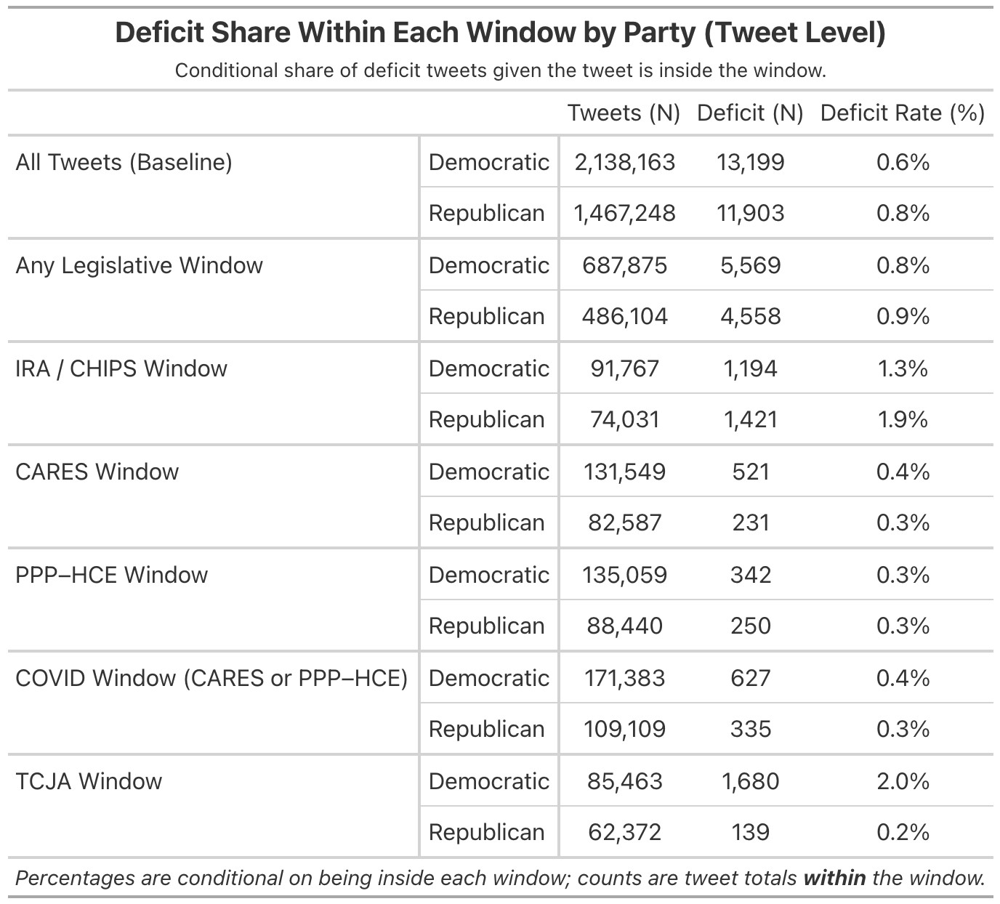 Deficit Share Within Each Window by Party (Tweet Level)
Conditional share of deficit tweets given the tweet is inside the window.
Tweets (N) Deficit (N) Deficit Rate (%)
All Tweets (Baseline) Democratic 2,138,163 13,199 0.6%
Republican 1,467,248 11,903 0.8%
Any Legislative Window Democratic 687,875 5,569 0.8%
Republican 486,104 4,558 0.9%
IRA / CHIPS Window Democratic 91,767 1,194 1.3%
Republican 74,031 1,421 1.9%
CARES Window Democratic 131,549 521 0.4%
Republican 82,587 231 0.3%
PPP–HCE Window Democratic 135,059 342 0.3%
Republican 88,440 250 0.3%
COVID Window (CARES or PPP–HCE) Democratic 171,383 627 0.4%
Republican 109,109 335 0.3%
TCJA Window Democratic 85,463 1,680 2.0%
Republican 62,372 139 0.2%
Percentages are conditional on being inside each window; counts are tweet totals within the window.